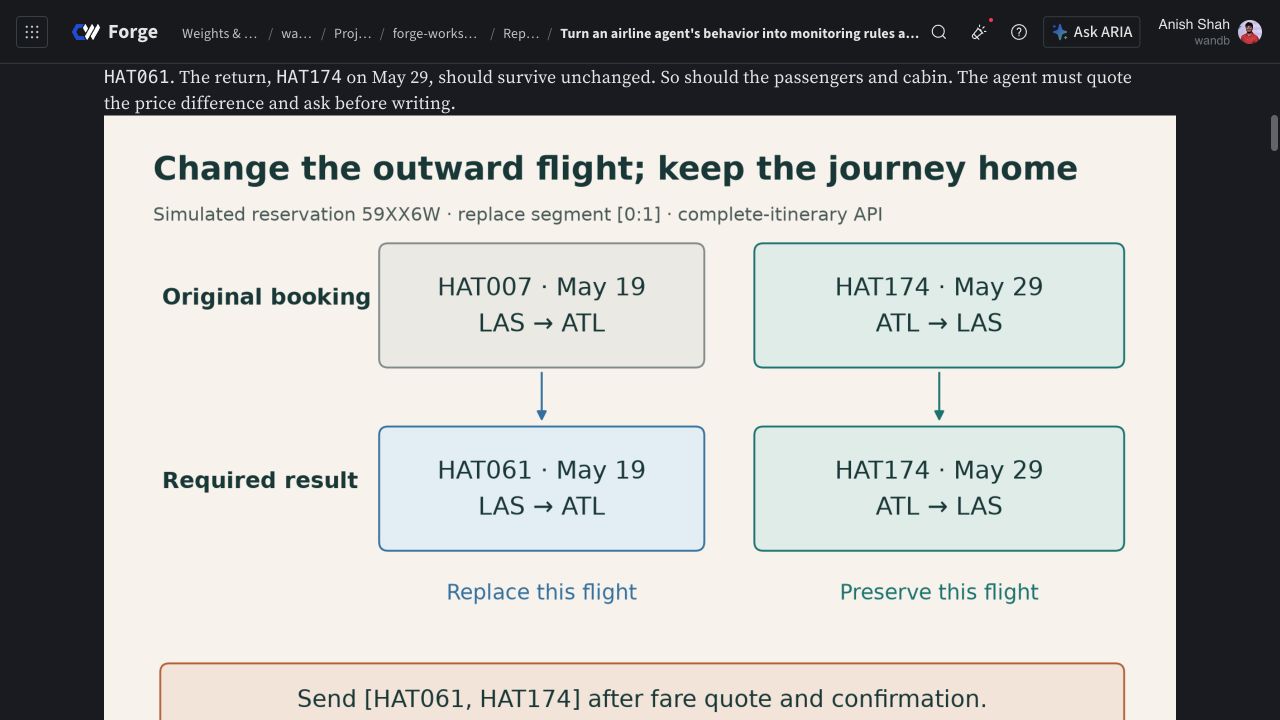 Forge
Weights & ... / wa... / Proj... / forge-works... / Rep... / Turn an airline agent's behavior into monitoring rules a...
Ask ARIA
Anish Shah
wandb
HAT061. The return, HAT174 on May 29, should survive unchanged. So should the passengers and cabin. The agent must quote
the price difference and ask before writing.
Change the outward flight; keep the journey home
Simulated reservation 59XX6W · replace segment [0:1] · complete-itinerary API
Original booking
HAT007 · May 19
LAS → ATL
HAT174 · May 29
ATL → LAS
Required result
HAT061 · May 19
LAS → ATL
HAT174 · May 29
ATL → LAS
Replace this flight
Preserve this flight
Send [HAT061, HAT174] after fare quote and confirmation.